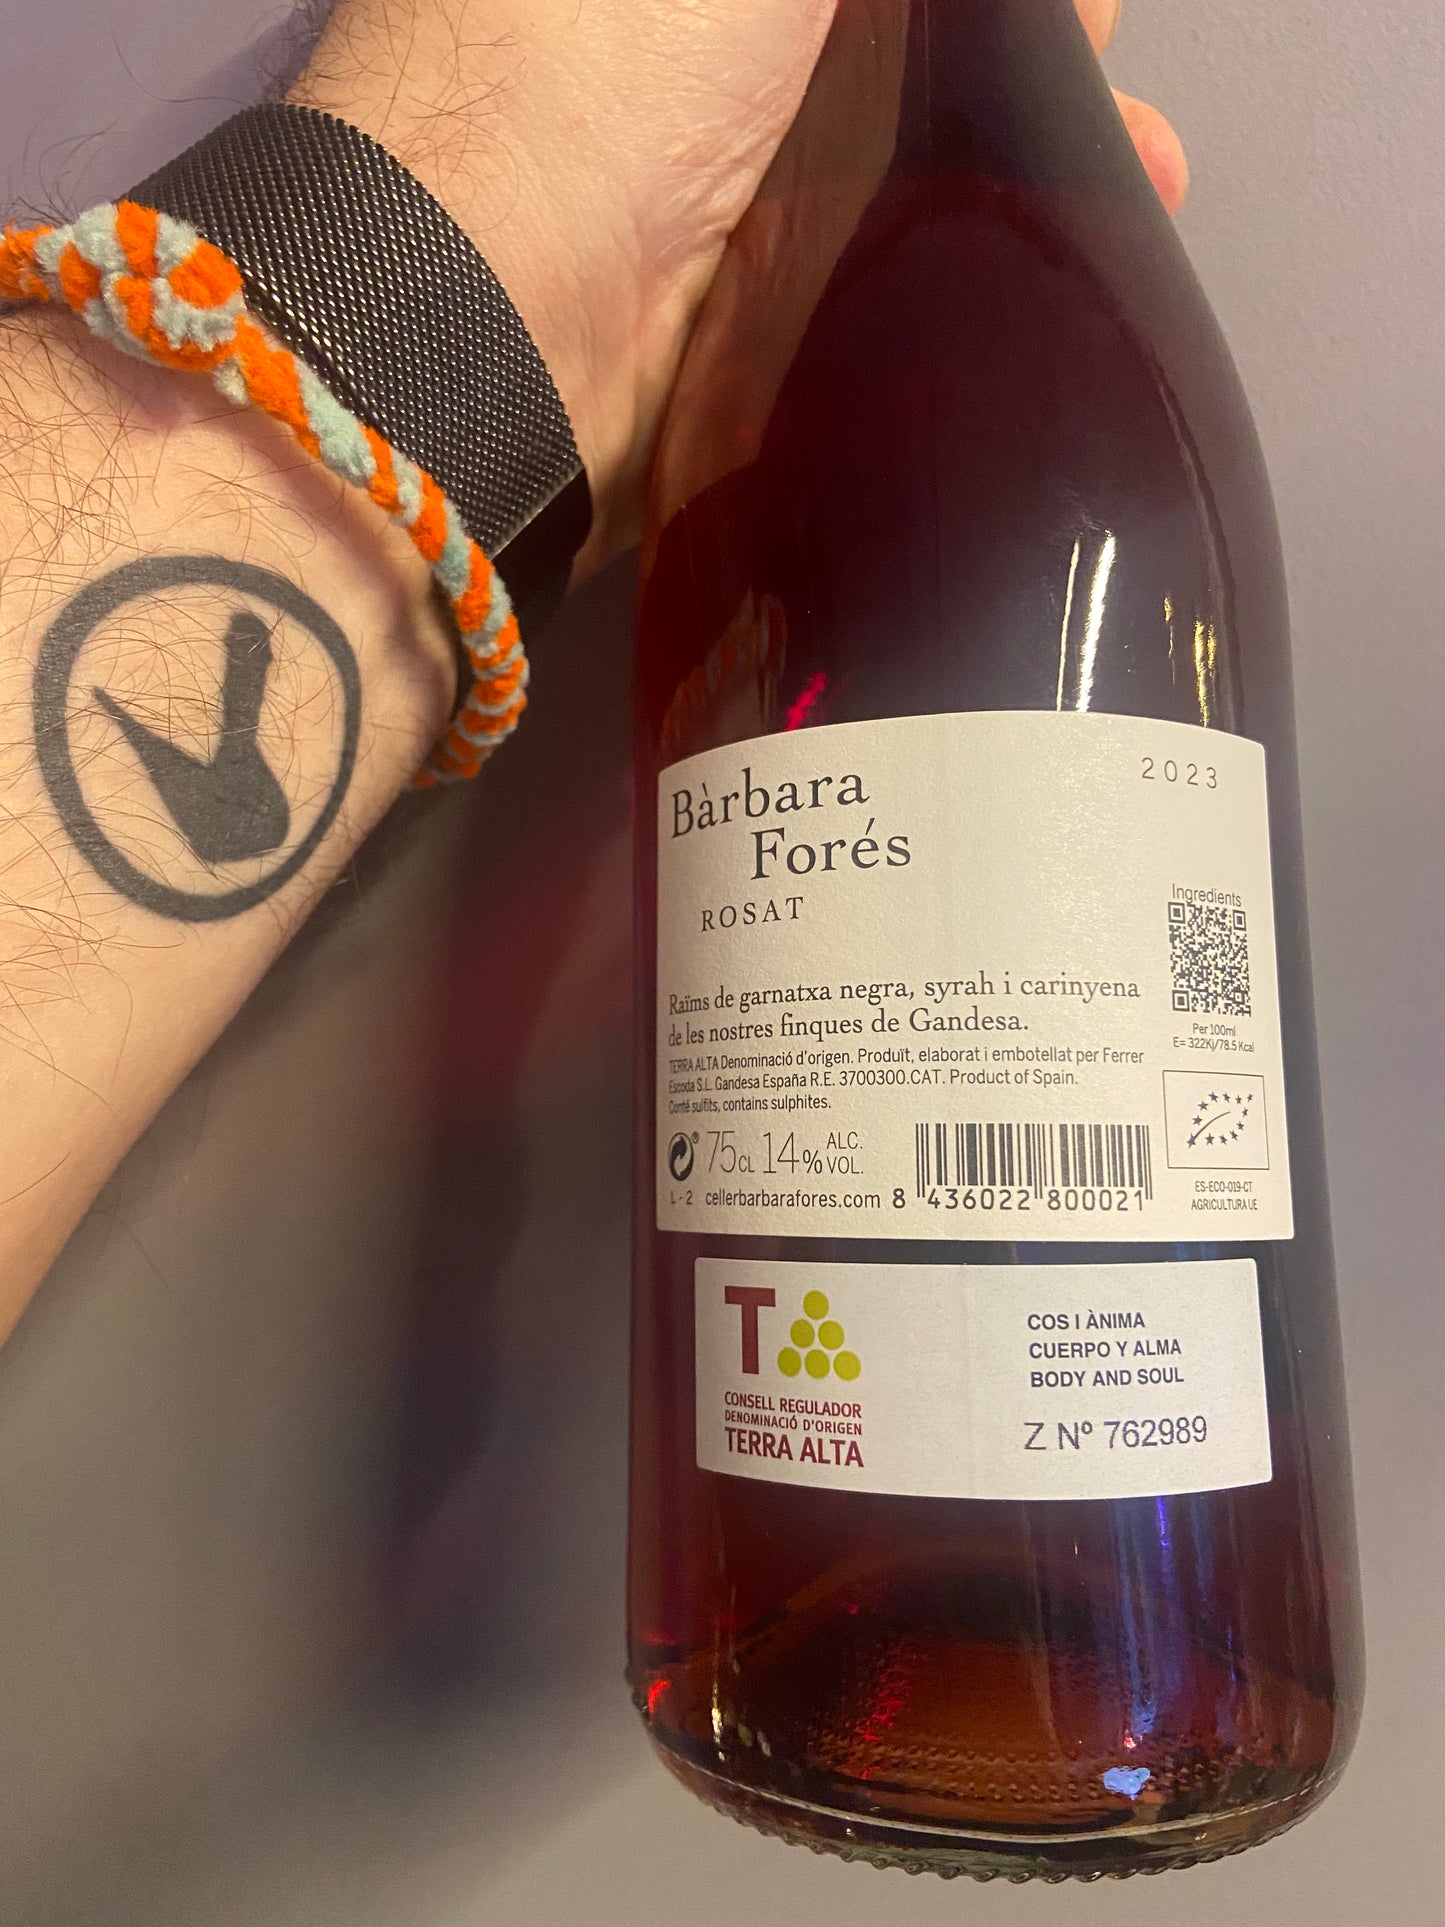 Bàrbara
Forés
ROSAT
2023
Ingredients
Raïms de garnatxa negra, syrah i carinyena
de les nostres finques de Gandesa.
TERRA ALTA Denominació d'origen. Produït, elaborat i embotellat per Ferrer
Escoda S.L. Gandesa España R.E. 3700300.CAT. Product of Spain.
Conté sulfits, contains sulphites.
Per 100ml
E= 322Kj/78.5 Kcal
75CL 14% ALC.
VOL.
L - 2 cellerbarbarafores.com
8 436022 800021
ES-ECO-019-CT
AGRICULTURA UE
T
CONSELL REGULADOR
DENOMINACIÓ D'ORIGEN
TERRA ALTA
COS I ÀNIMA
CUERPO Y ALMA
BODY AND SOUL
Z Nº 762989